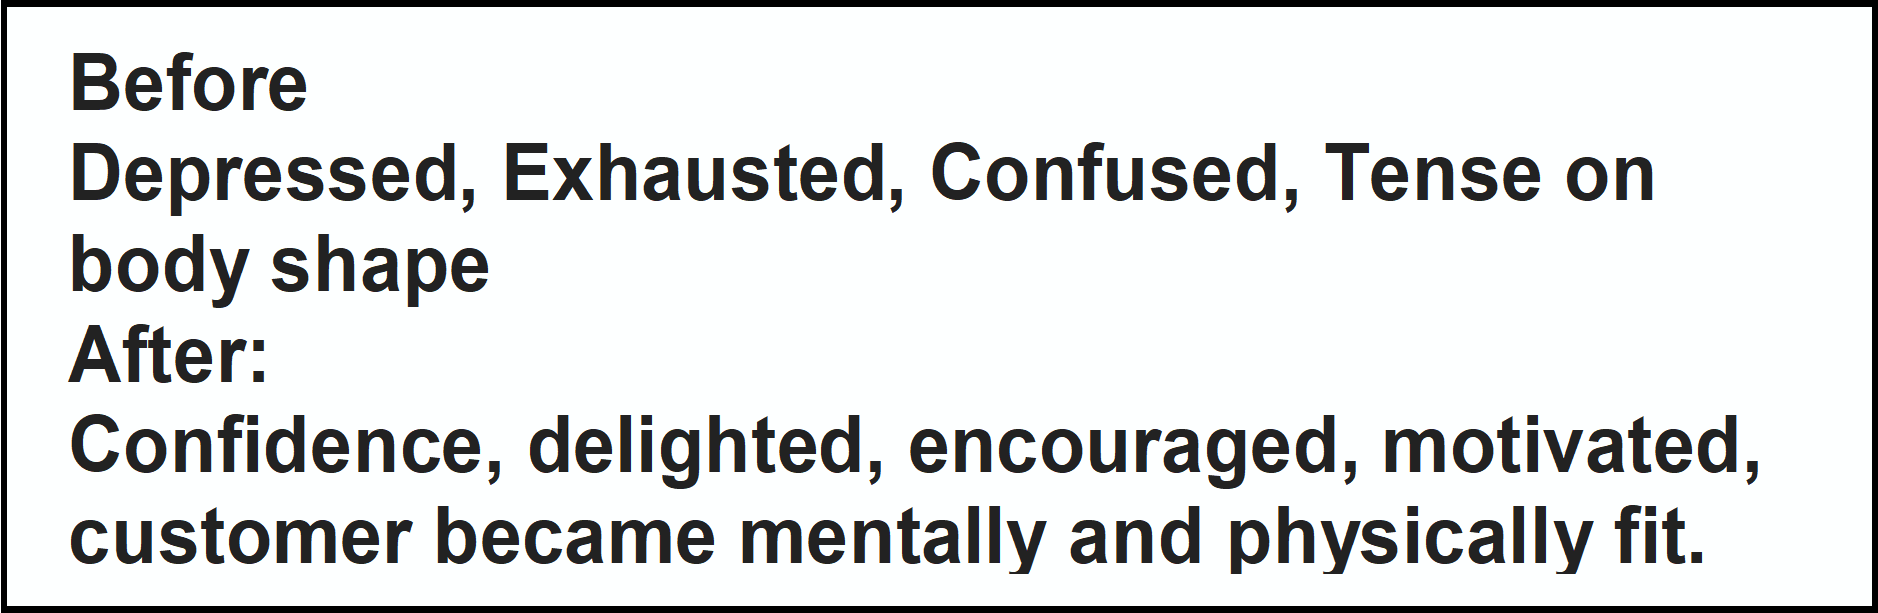 Before
Depressed, Exhausted, Confused, Tense on
body shape
After:
Confidence, delighted, encouraged, motivated,
customer became mentally and physically fit.